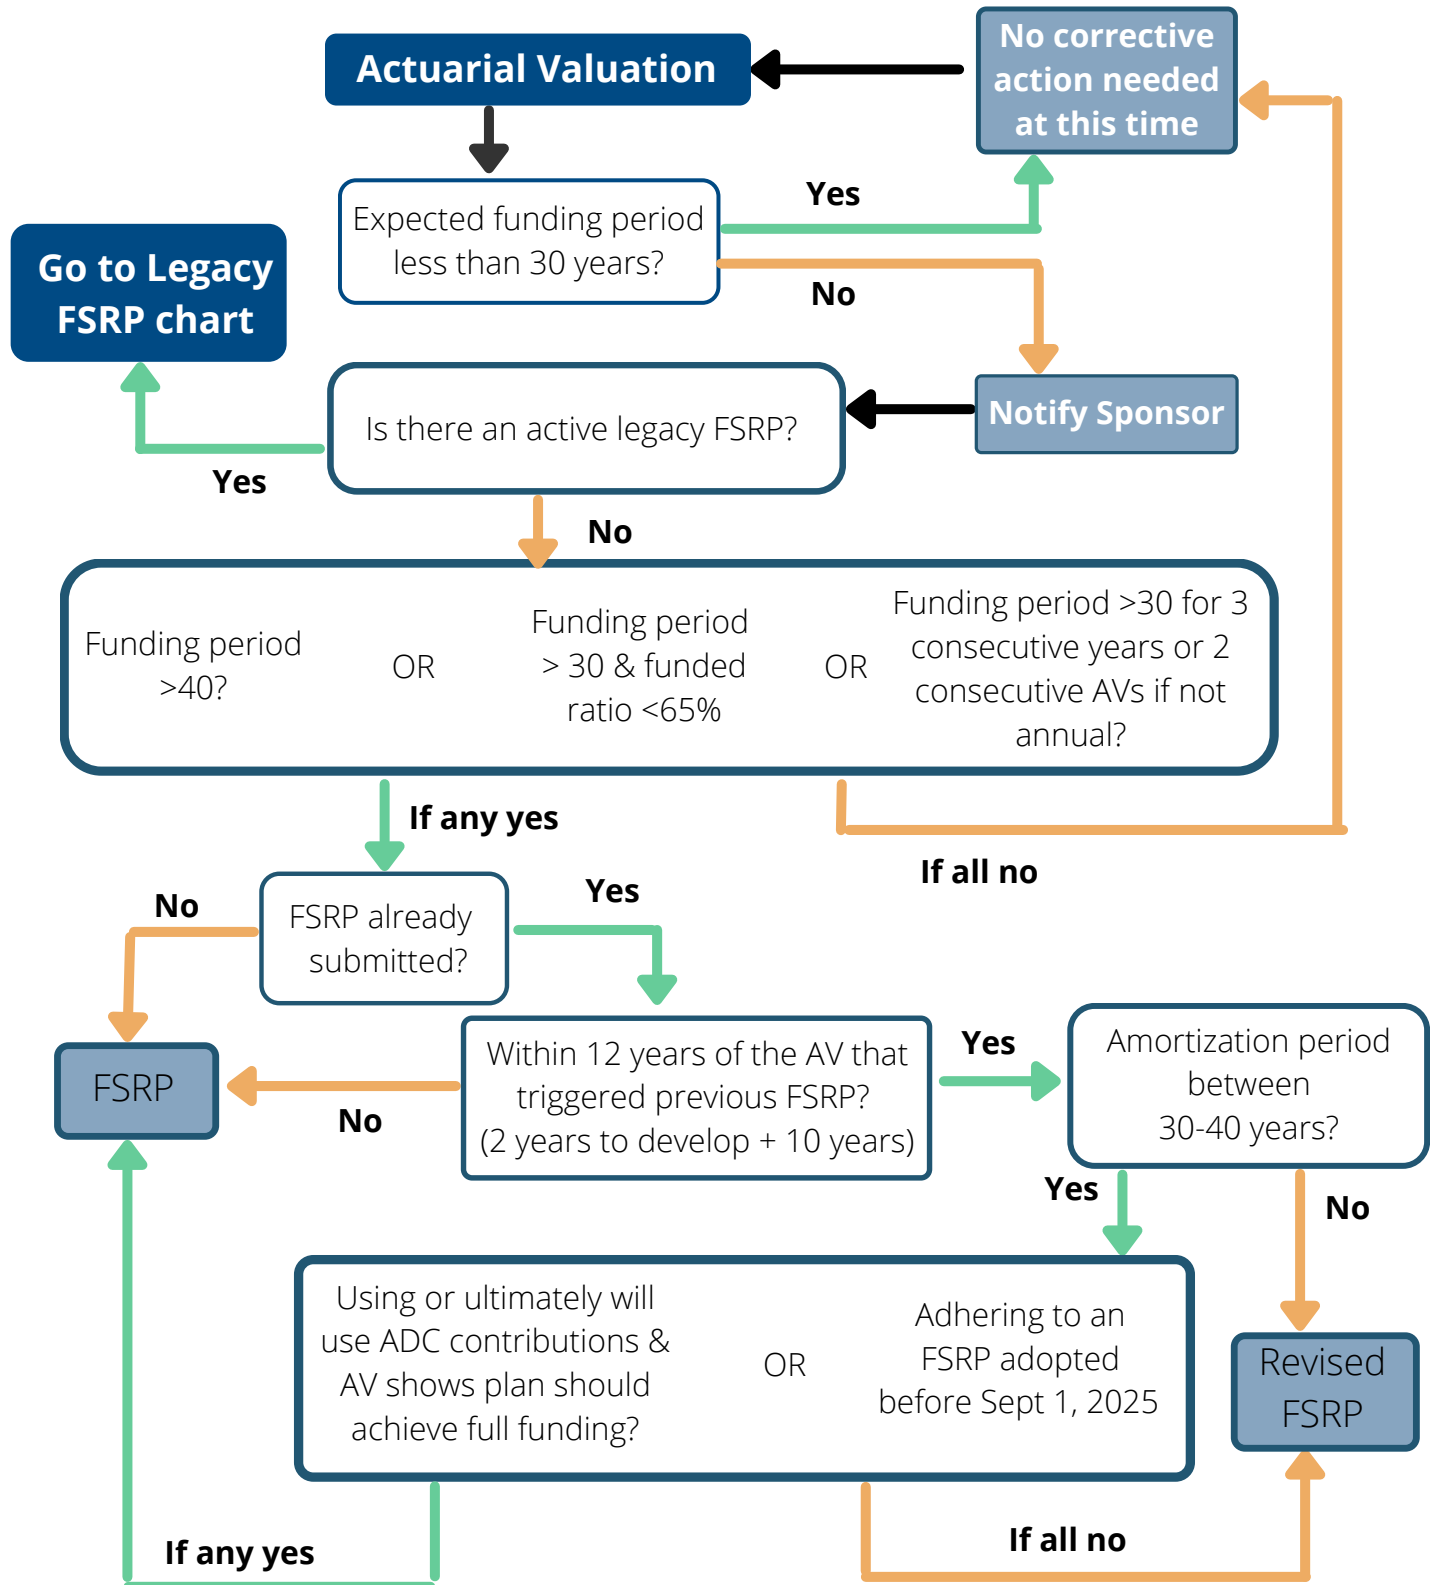 Actuarial Valuation
No corrective
action needed
at this time
Expected funding period
less than 30 years?
Yes
No
Go to Legacy
FSRP chart
Is there an active legacy FSRP?
Notify Sponsor
Yes
No
Funding period
>40?
OR
Funding period
> 30 & funded
ratio <65%
OR
Funding period >30 for 3
consecutive years or 2
consecutive AVs if not
annual?
If any yes
If all no
FSRP already
submitted?
No
Yes
FSRP
Within 12 years of the AV that
triggered previous FSRP?
(2 years to develop + 10 years)
No
Yes
Amortization period
between
30-40 years?
Yes
No
Using or ultimately will
use ADC contributions &
AV shows plan should
achieve full funding?
OR
Adhering to an
FSRP adopted
before Sept 1, 2025
Revised
FSRP
If any yes
If all no